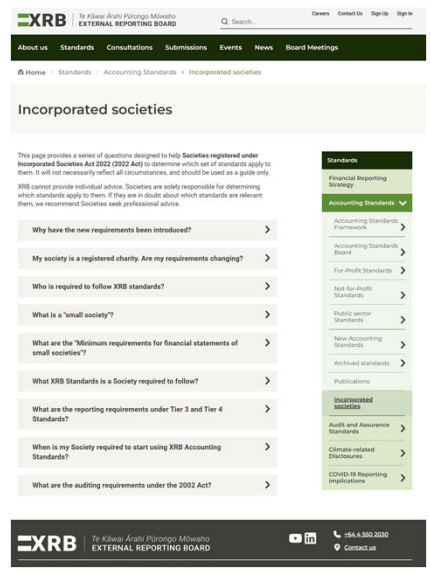 XRB
Te Kāwai Ārahi Pūrongo Mōwaho
EXTERNAL REPORTING BOARD
Search...
Careers Contact Us Sign Up Sign In
About us Standards Consultations Submissions Events News Board Meetings
Home Standards Accounting Standards Incorporated societies
Incorporated societies
This page provides a series of questions designed to help Societies registered under
Incorporated Societies Act 2022 (2022 Act) to determine which set of standards apply to
them. It will not necessarily reflect all circumstances, and should be used as a guide only.
XRB cannot provide individual advice. Societies are solely responsible for determining
which standards apply to them. If they are in doubt about which standards are relevant
them, we recommend Societies seek professional advice.
Why have the new requirements been introduced?
My society is a registered charity. Are my requirements changing?
Who is required to follow XRB standards?
What is a "small society"?
What are the "Minimum requirements for financial statements of
small societies"?
What XRB Standards is a Society required to follow?
What are the reporting requirements under Tier 3 and Tier 4
Standards?
When is my Society required to start using XRB Accounting
Standards?
What are the auditing requirements under the 2002 Act?
Standards
Financial Reporting
Strategy
Accounting Standards
Accounting Standards
Framework
Accounting Standards
Board
For-Profit Standards
Not-for-Profit
Standards
Public sector
Standards
New Accounting
Standards
Archived standards
Publications
Incorporated
societies
Audit and Assurance
Standards
Climate-related
Disclosures
COVID-19 Reporting
implications
XRB
Te Kāwai Ārahi Pūrongo Mōwaho
EXTERNAL REPORTING BOARD
in
+64 4 550 2030
Contact us